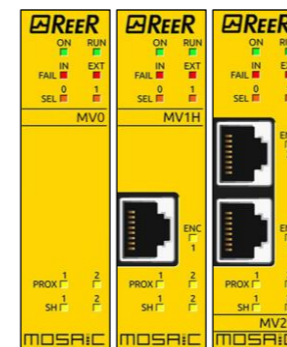 REER REER REER
ON RUN ON RUN ON RUN
IN EXT IN EXT IN
FAIL FAIL FAIL
0 1 0 1 0
SEL SEL SEL
MV0 MV1H
ENC
1
1 2 1 2 1
PROX PROX PROX
1 2 1 2 1
SH SH SH
MV2
MOSAIC MOSAIC MOSAIC